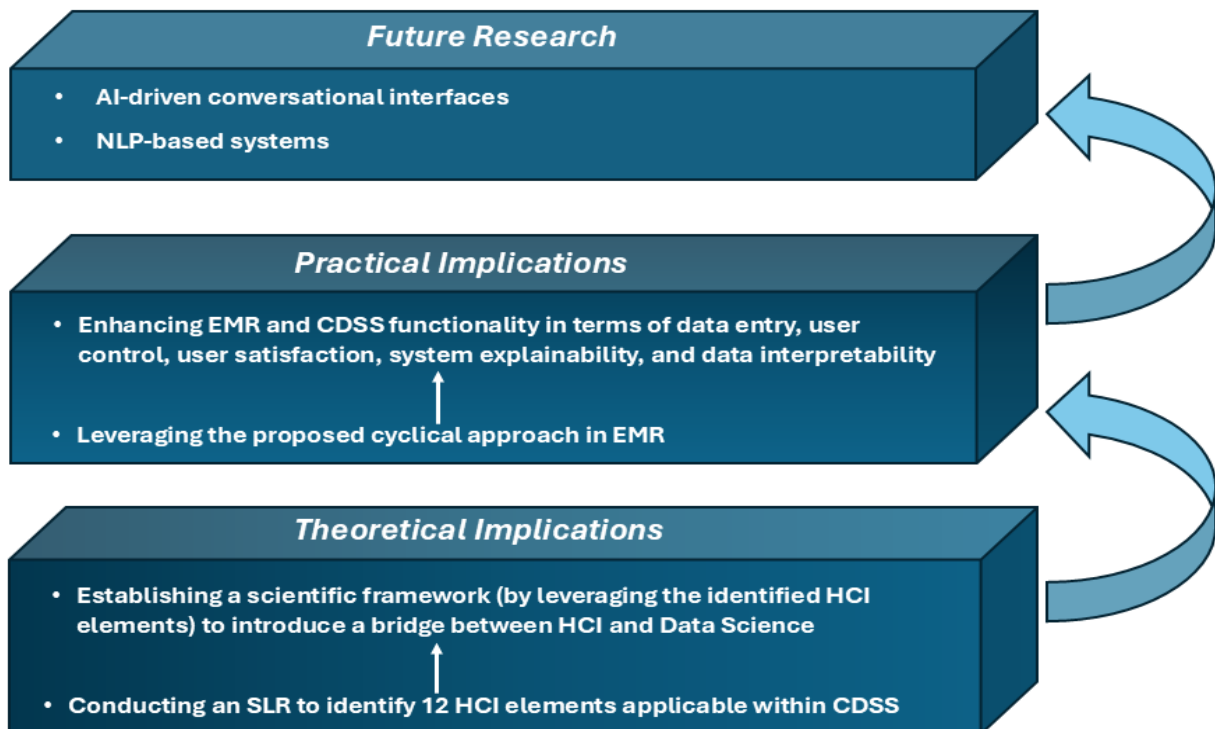 Future Research
• AI-driven conversational interfaces
• NLP-based systems
Practical Implications
• Enhancing EMR and CDSS functionality in terms of data entry, user
control, user satisfaction, system explainability, and data interpretability
• Leveraging the proposed cyclical approach in EMR
Theoretical Implications
• Establishing a scientific framework (by leveraging the identified HCI
elements) to introduce a bridge between HCI and Data Science
• Conducting an SLR to identify 12 HCI elements applicable within CDSS